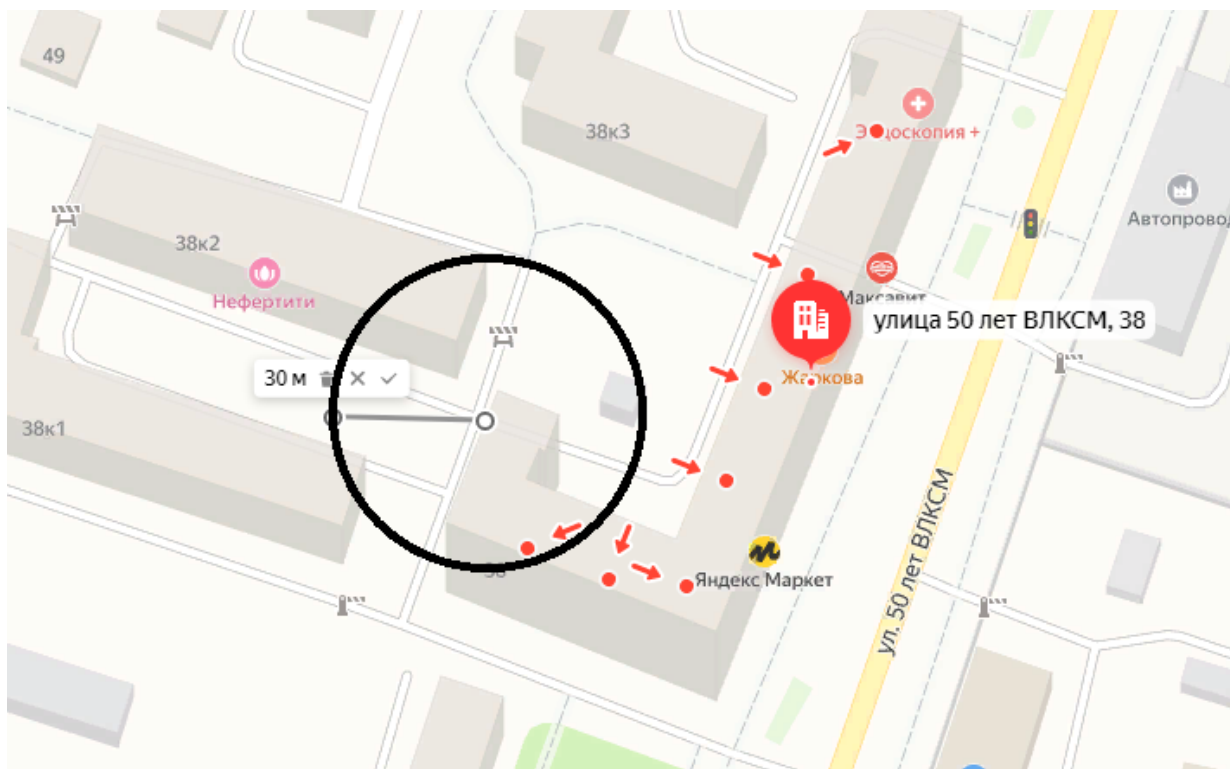 49
38к3
Эндоскопия +
Автопровод
38к2
Нефертити
Максавит
улица 50 лет ВЛКСМ, 38
30 м
Жаркова
38к1
ул. 50 лет ВЛКСМ
38
Яндекс Маркет